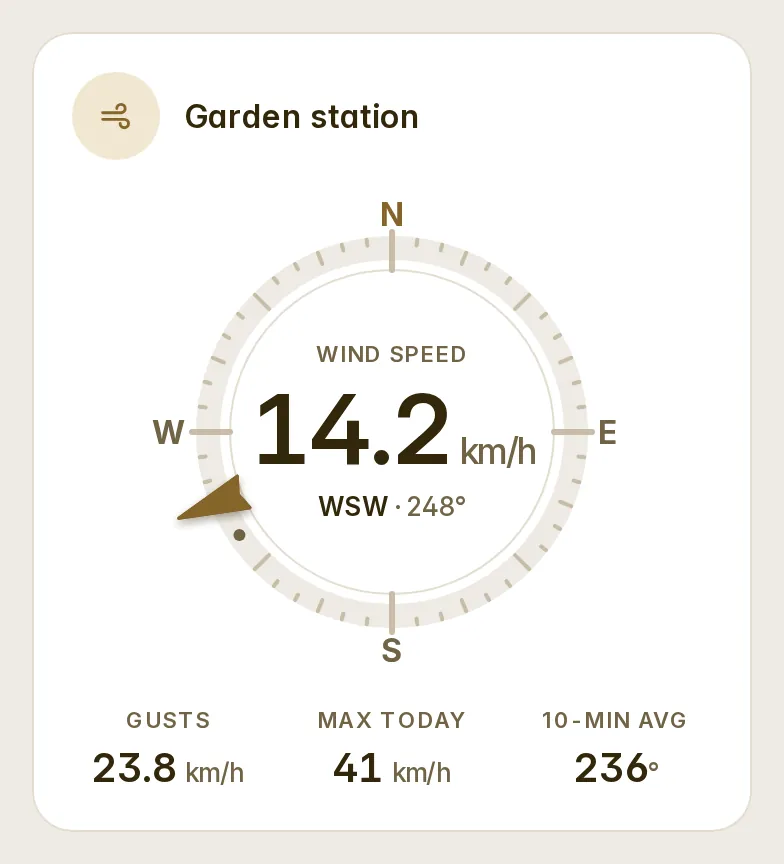 Garden station
N
WIND SPEED
14.2 km/h
W E
WSW · 248°
S
GUSTS MAX TODAY 10-MIN AVG
23.8 km/h 41 km/h 236°